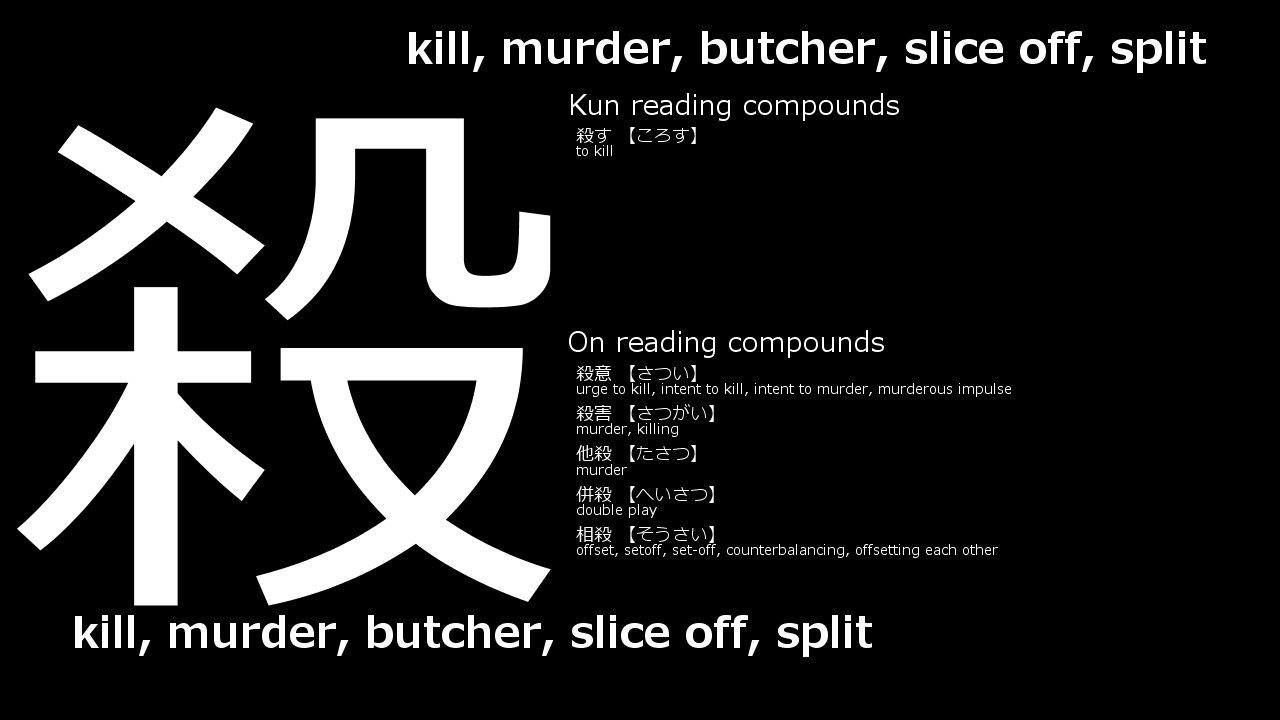 kill, murder, butcher, slice off, split
殺
Kun reading compounds
殺す 【ころす】
to kill
On reading compounds
殺意 【さつい】
urge to kill, intent to kill, intent to murder, murderous impulse
殺害 【さつがい】
murder, killing
他殺 【たさつ】
murder
併殺 【へいさつ】
double play
相殺 【そうさい】
offset, setoff, set-off, counterbalancing, offsetting each other
kill, murder, butcher, slice off, split